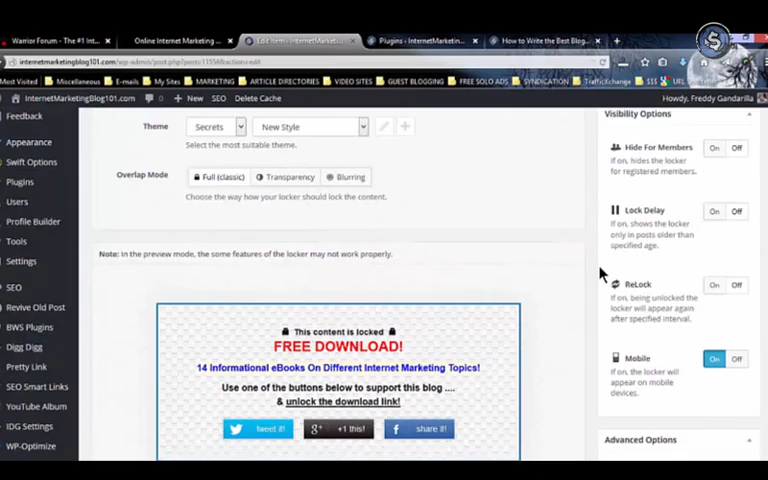 Warrior Forum - The #1 Int...
Online Internet Marketing ...
Edit Item ‹ InternetMarketi...
Plugins ‹ InternetMarketin...
How to Write the Best Blog...
internetmarketingblog101.com/wp-admin/post.php?post=11554&action=edit
Most Visited
Miscellaneous
E-mails
My Sites
MARKETING
ARTICLE DIRECTORIES
VIDEO SITES
GUEST BLOGGING
FREE SOLO ADS
SYNDICATION
TrafficXchange
$$$
URL
InternetMarketingBlog101.com
0
+ New
SEO
Delete Cache
Howdy, Freddy Gandarilla
Feedback
Appearance
Swift Options
Plugins
Users
Profile Builder
Tools
Settings
SEO
Revive Old Post
BWS Plugins
Digg Digg
Pretty Link
SEO Smart Links
YouTube Album
IDG Settings
WP-Optimize
Theme
Secrets
New Style
Select the most suitable theme.
Overlap Mode
Full (classic)
Transparency
Blurring
Choose the way how your locker should lock the content.
Note: In the preview mode, the some features of the locker may not work properly.
This content is locked
FREE DOWNLOAD!
14 Informational eBooks On Different Internet Marketing Topics!
Use one of the buttons below to support this blog ....
& unlock the download link!
tweet it!
g+ +1 this!
f share it!
Visibility Options
Hide For Members
On Off
If on, hides the locker
for registered members.
Lock Delay
On Off
If on, shows the locker
only in posts older than
specified age.
ReLock
On Off
If on, being unlocked the
locker will appear again
after specified interval.
Mobile
On Off
If on, the locker will
appear on mobile
devices.
Advanced Options